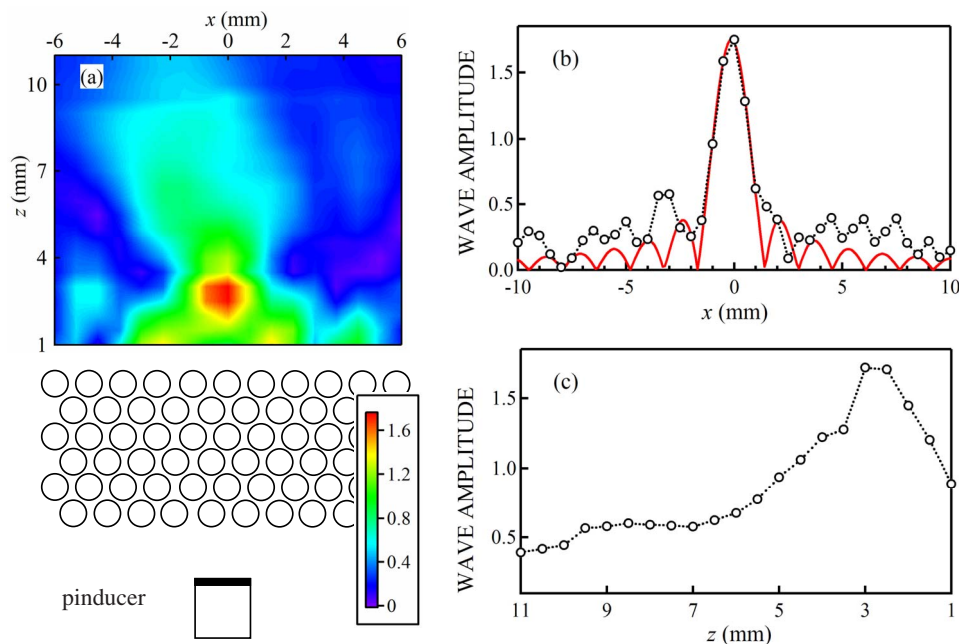 x (mm)
-6 -4 -2 0 2 4 6
(a)
10
7
4
1
z (mm)
1.6
1.2
0.8
0.4
0
pinducer
(b)
WAVE AMPLITUDE
1.5
1.0
0.5
0.0
-10 -5 0 5 10
x (mm)
(c)
WAVE AMPLITUDE
1.5
1.0
0.5
11 9 7 5 3 1
z (mm)